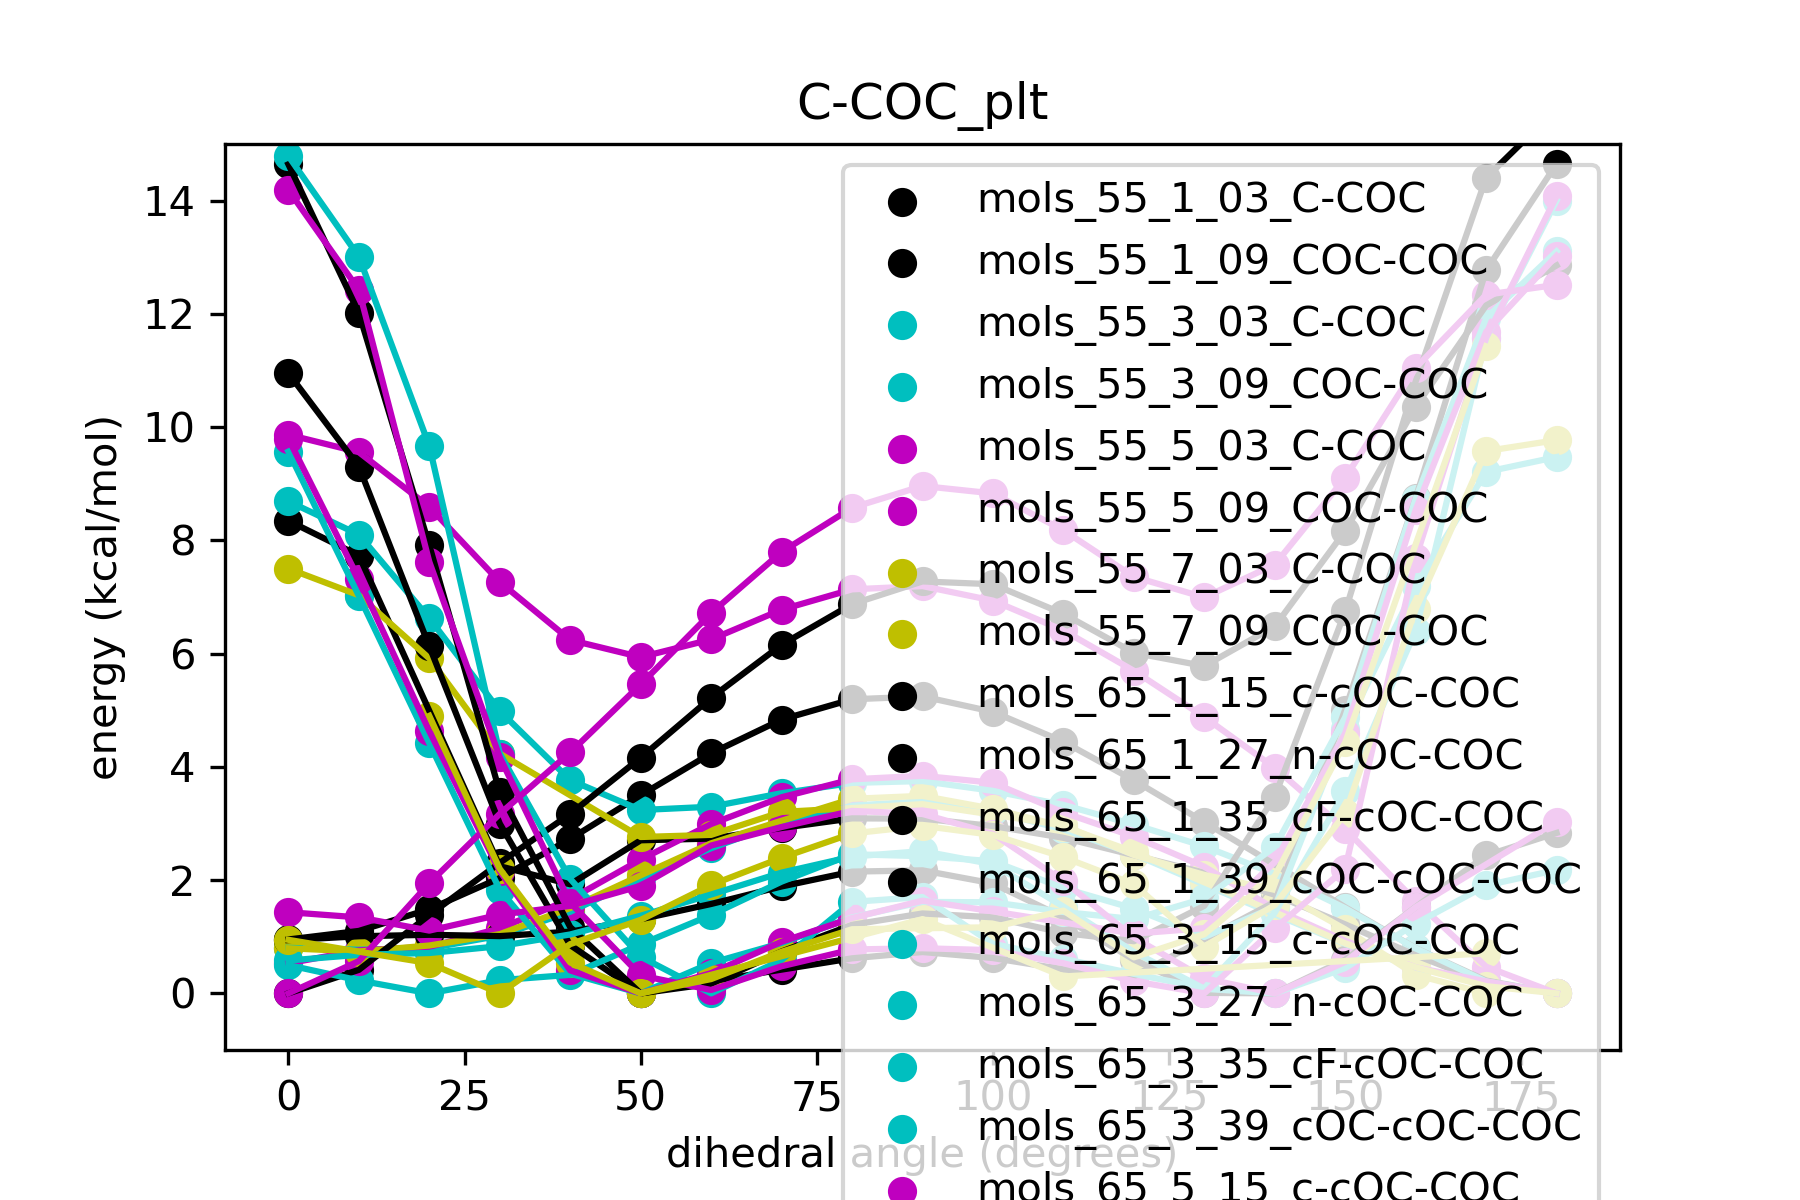 C-COC_plt
energy (kcal/mol)
14
12
10
8
6
4
2
0
0 25 50 75 100 125 150 175
dihedral angle (degrees)
mols_55_1_03_C-COC
mols_55_1_09_COC-COC
mols_55_3_03_C-COC
mols_55_3_09_COC-COC
mols_55_5_03_C-COC
mols_55_5_09_COC-COC
mols_55_7_03_C-COC
mols_55_7_09_COC-COC
mols_65_1_15_c-cOC-COC
mols_65_1_27_n-cOC-COC
mols_65_1_35_cF-cOC-COC
mols_65_1_39_cOC-cOC-COC
mols_65_3_15_c-cOC-COC
mols_65_3_27_n-cOC-COC
mols_65_3_35_cF-cOC-COC
mols_65_3_39_cOC-cOC-COC
mols_65_5_15_c-cOC-COC